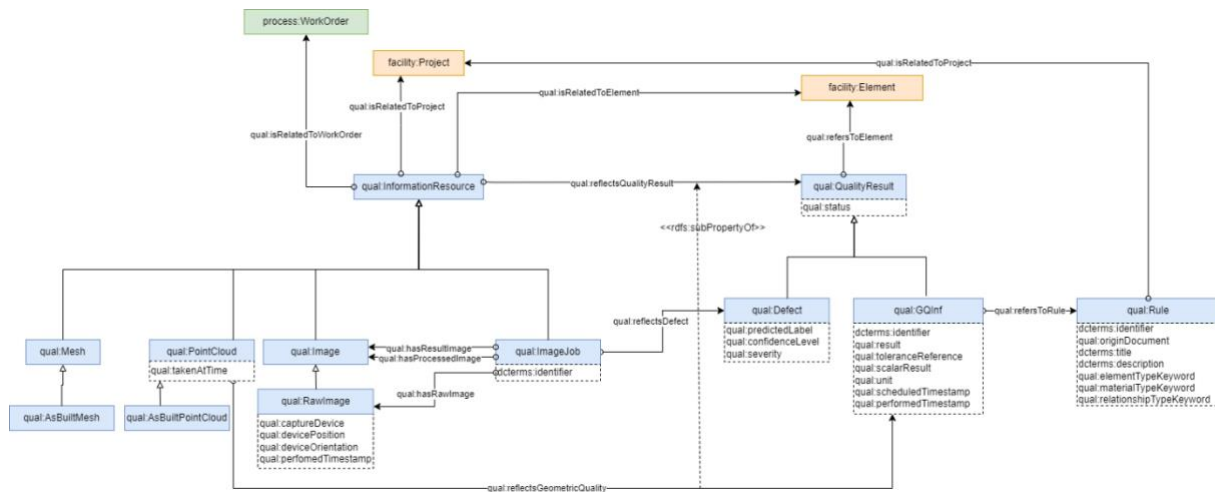 process:WorkOrder
facility:Project
qual:isRelatedToProject
facility:Element
qual:isRelatedToElement
qual:isRelatedToProject
qual:isRelatedToWorkOrder
qual:refersToElement
qual:InformationResource
qual:reflectsQualityResult
qual:QualityResult
qual:status
<<rdfs:subPropertyOf>>
qual:Mesh
qual:PointCloud
qual:takenAtTime
qual:Image
qual:hasResultImage
qual:hasProcessedImage
qual:ImageJob
dcterms:identifier
qual:reflectsDefect
qual:Defect
qual:predictedLabel
qual:confidenceLevel
qual:severity
qual:GQInf
dcterms:identifier
qual:result
qual:toleranceReference
qual:scalarResult
qual:unit
qual:scheduledTimestamp
qual:performedTimestamp
qual:refersToRule
qual:Rule
dcterms:identifier
qual:originDocument
dcterms:title
dcterms:description
qual:elementTypeKeyword
qual:materialTypeKeyword
qual:relationshipTypeKeyword
qual:hasRawImage
qual:AsBuiltMesh
qual:AsBuiltPointCloud
qual:RawImage
qual:captureDevice
qual:devicePosition
qual:deviceOrientation
qual:perfomedTimestamp
qual:reflectsGeometricQuality